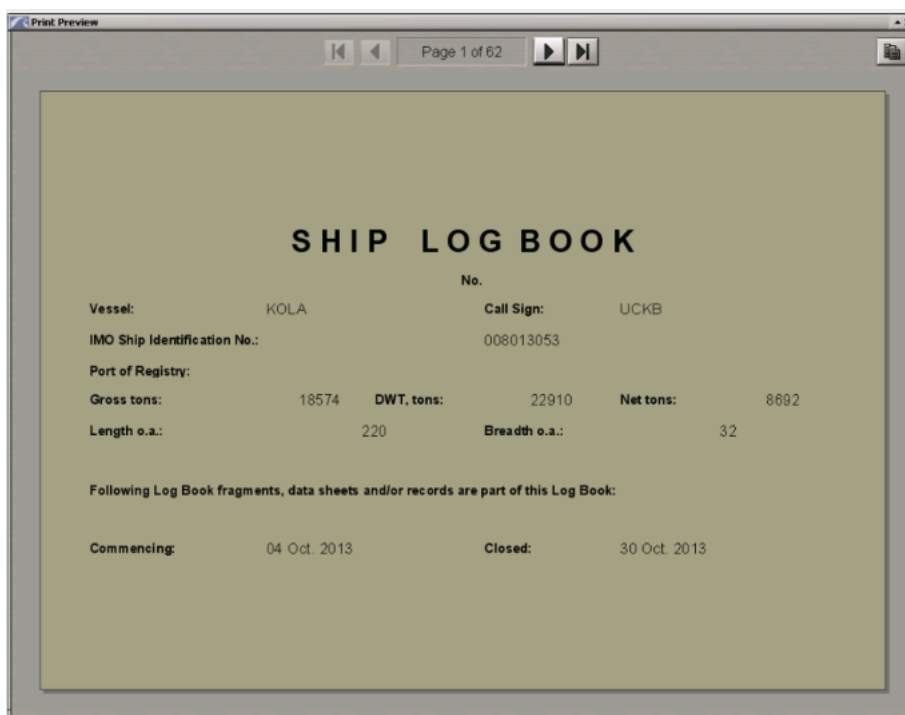 Print Preview
Page 1 of 62
SHIP LOG BOOK
No.
Vessel: KOLA Call Sign: UCKB
IMO Ship Identification No.: 008013053
Port of Registry:
Gross tons: 18574 DWT, tons: 22910 Net tons: 8692
Length o.a.: 220 Breadth o.a.: 32
Following Log Book fragments, data sheets and/or records are part of this Log Book:
Commencing: 04 Oct. 2013 Closed: 30 Oct. 2013